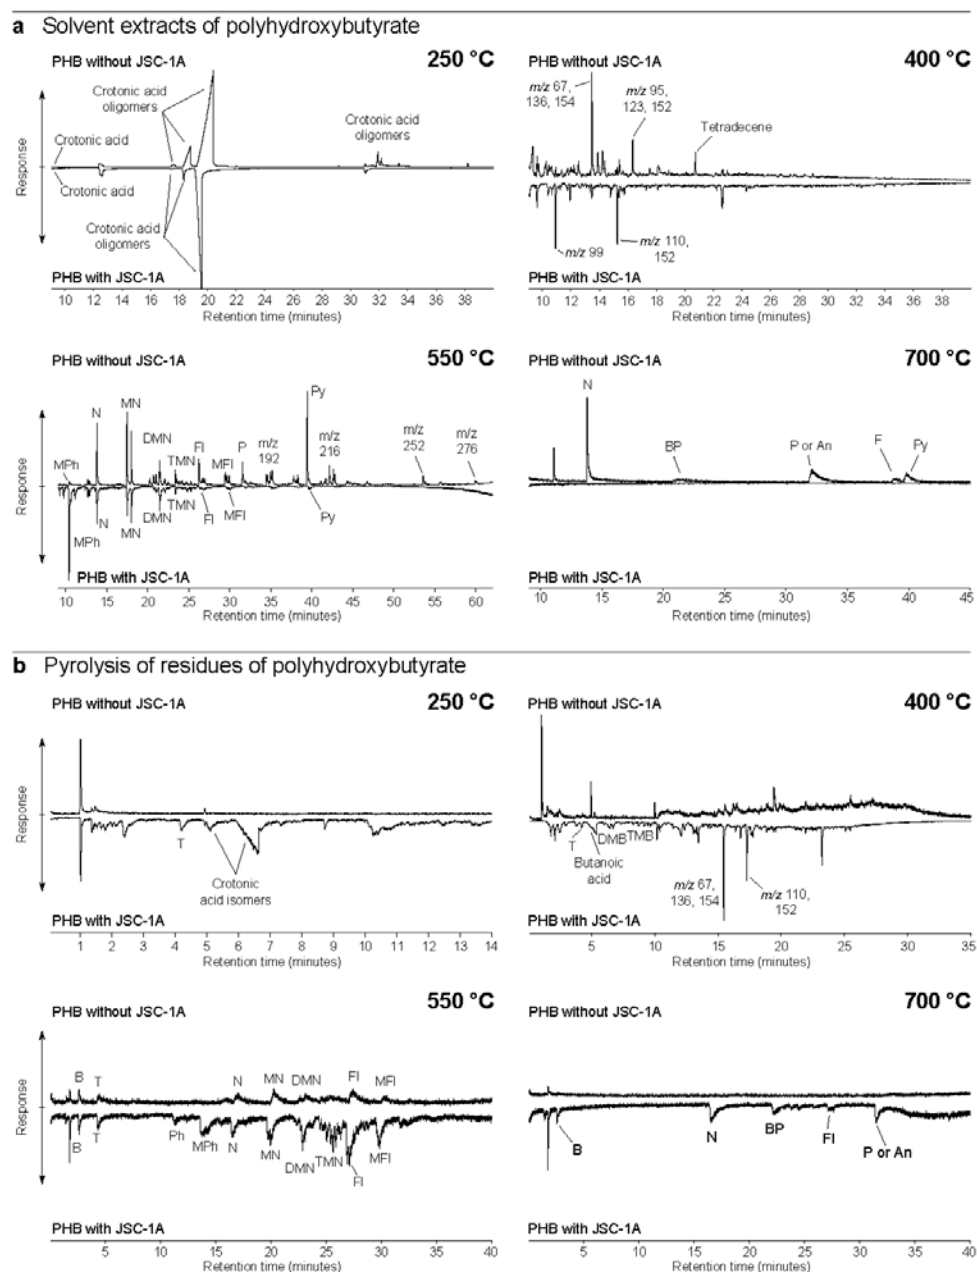 a Solvent extracts of polyhydroxybutyrate
PHB without JSC-1A
250 °C
Crotonic acid
oligomers
Crotonic acid
oligomers
Crotonic acid
Crotonic acid
Crotonic acid
oligomers
Response
PHB with JSC-1A
10 12 14 16 18 20 22 24 26 28 30 32 34 36 38
Retention time (minutes)
PHB without JSC-1A
400 °C
m/z 67,
136, 154
m/z 95,
123, 152
Tetradecene
m/z 99
m/z 110,
152
PHB with JSC-1A
10 12 14 16 18 20 22 24 26 28 30 32 34 36 38
Retention time (minutes)
PHB without JSC-1A
550 °C
Response
MPh
N
MN
DMN
TMN
Fl
MFl
P
m/z
192
Py
m/z
216
m/z
252
m/z
276
MPh
N
MN
DMN
TMN
Fl
MFl
Py
PHB with JSC-1A
10 15 20 25 30 35 40 45 50 55 60
Retention time (minutes)
PHB without JSC-1A
700 °C
N
BP
P or An
F
Py
PHB with JSC-1A
10 15 20 25 30 35 40 45
Retention time (minutes)
b Pyrolysis of residues of polyhydroxybutyrate
PHB without JSC-1A
250 °C
Response
T
Crotonic
acid isomers
PHB with JSC-1A
1 2 3 4 5 6 7 8 9 10 11 12 13 14
Retention time (minutes)
PHB without JSC-1A
400 °C
T
Butanoic
acid
DMB
TMB
m/z 67,
136, 154
m/z 110,
152
PHB with JSC-1A
5 10 15 20 25 30 35
Retention time (minutes)
PHB without JSC-1A
550 °C
Response
B
T
N
MN
DMN
Fl
MFl
B
T
Ph
MPh
N
MN
DMN
TMN
Fl
MFl
PHB with JSC-1A
5 10 15 20 25 30 35 40
Retention time (minutes)
PHB without JSC-1A
700 °C
B
N
BP
Fl
P or An
PHB with JSC-1A
5 10 15 20 25 30 35 40
Retention time (minutes)